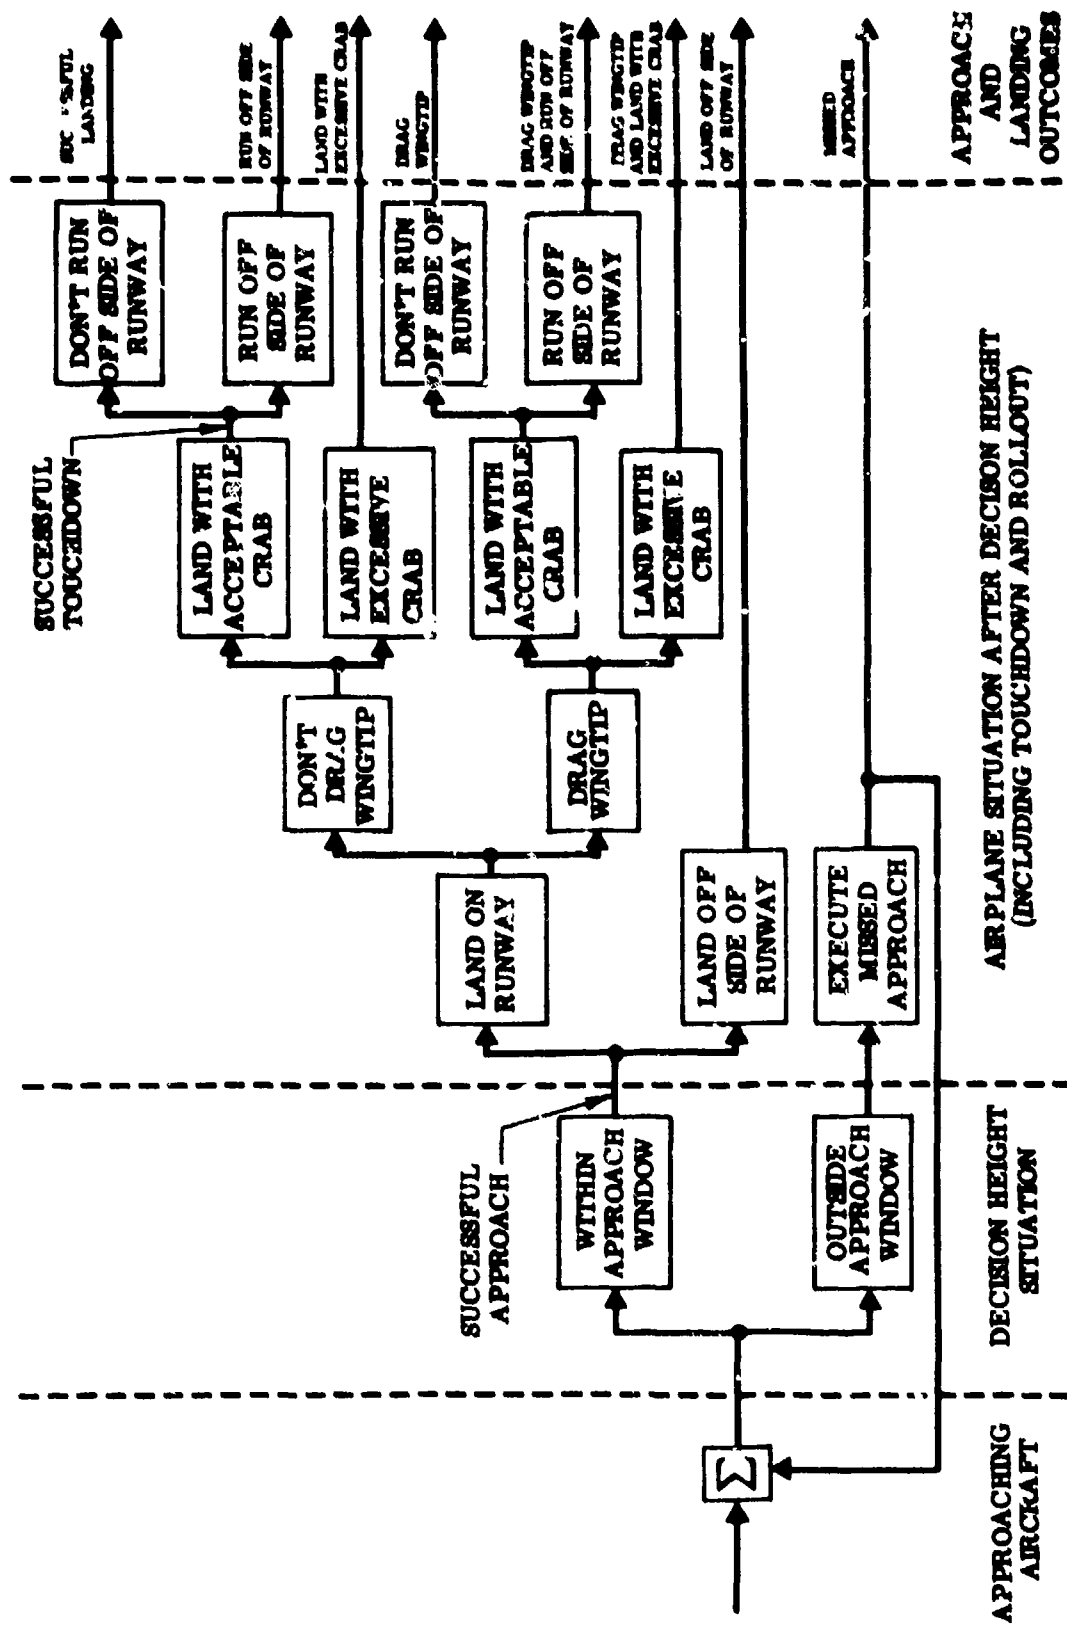 APPROACHING
AIRCRAFT
Σ
DECISION HEIGHT
SITUATION
SUCCESSFUL
APPROACH
WITHIN
APPROACH
WINDOW
OUTSIDE
APPROACH
WINDOW
AIRPLANE SITUATION AFTER DECISON HEIGHT
(INCLUDING TOUCHDOWN AND ROLLOUT)
LAND ON
RUNWAY
LAND OFF
SIDE OF
RUNWAY
EXECUTE
MISSED
APPROACH
DON'T
DRAG
WINGTIP
DRAG
WINGTIP
SUCCESSFUL
TOUCHDOWN
LAND WITH
ACCEPTABLE
CRAB
LAND WITH
EXCESSIVE
CRAB
LAND WITH
ACCEPTABLE
CRAB
LAND WITH
EXCESSIVE
CRAB
DON'T RUN
OFF SIDE OF
RUNWAY
RUN OFF
SIDE OF
RUNWAY
DON'T RUN
OFF SIDE OF
RUNWAY
RUN OFF
SIDE OF
RUNWAY
APPROACH
AND
LANDING
OUTCOMES
SUCCESSFUL
LANDING
RUN OFF SIDE
OF RUNWAY
LAND WITH
EXCESSIVE CRAB
DRAG
WINGTIP
DRAG WINGTIP
AND RUN OFF
SIDE OF RUNWAY
DRAG WINGTIP
AND LAND WITH
EXCESSIVE CRAB
LAND OFF SIDE
OF RUNWAY
MISSED
APPROACH